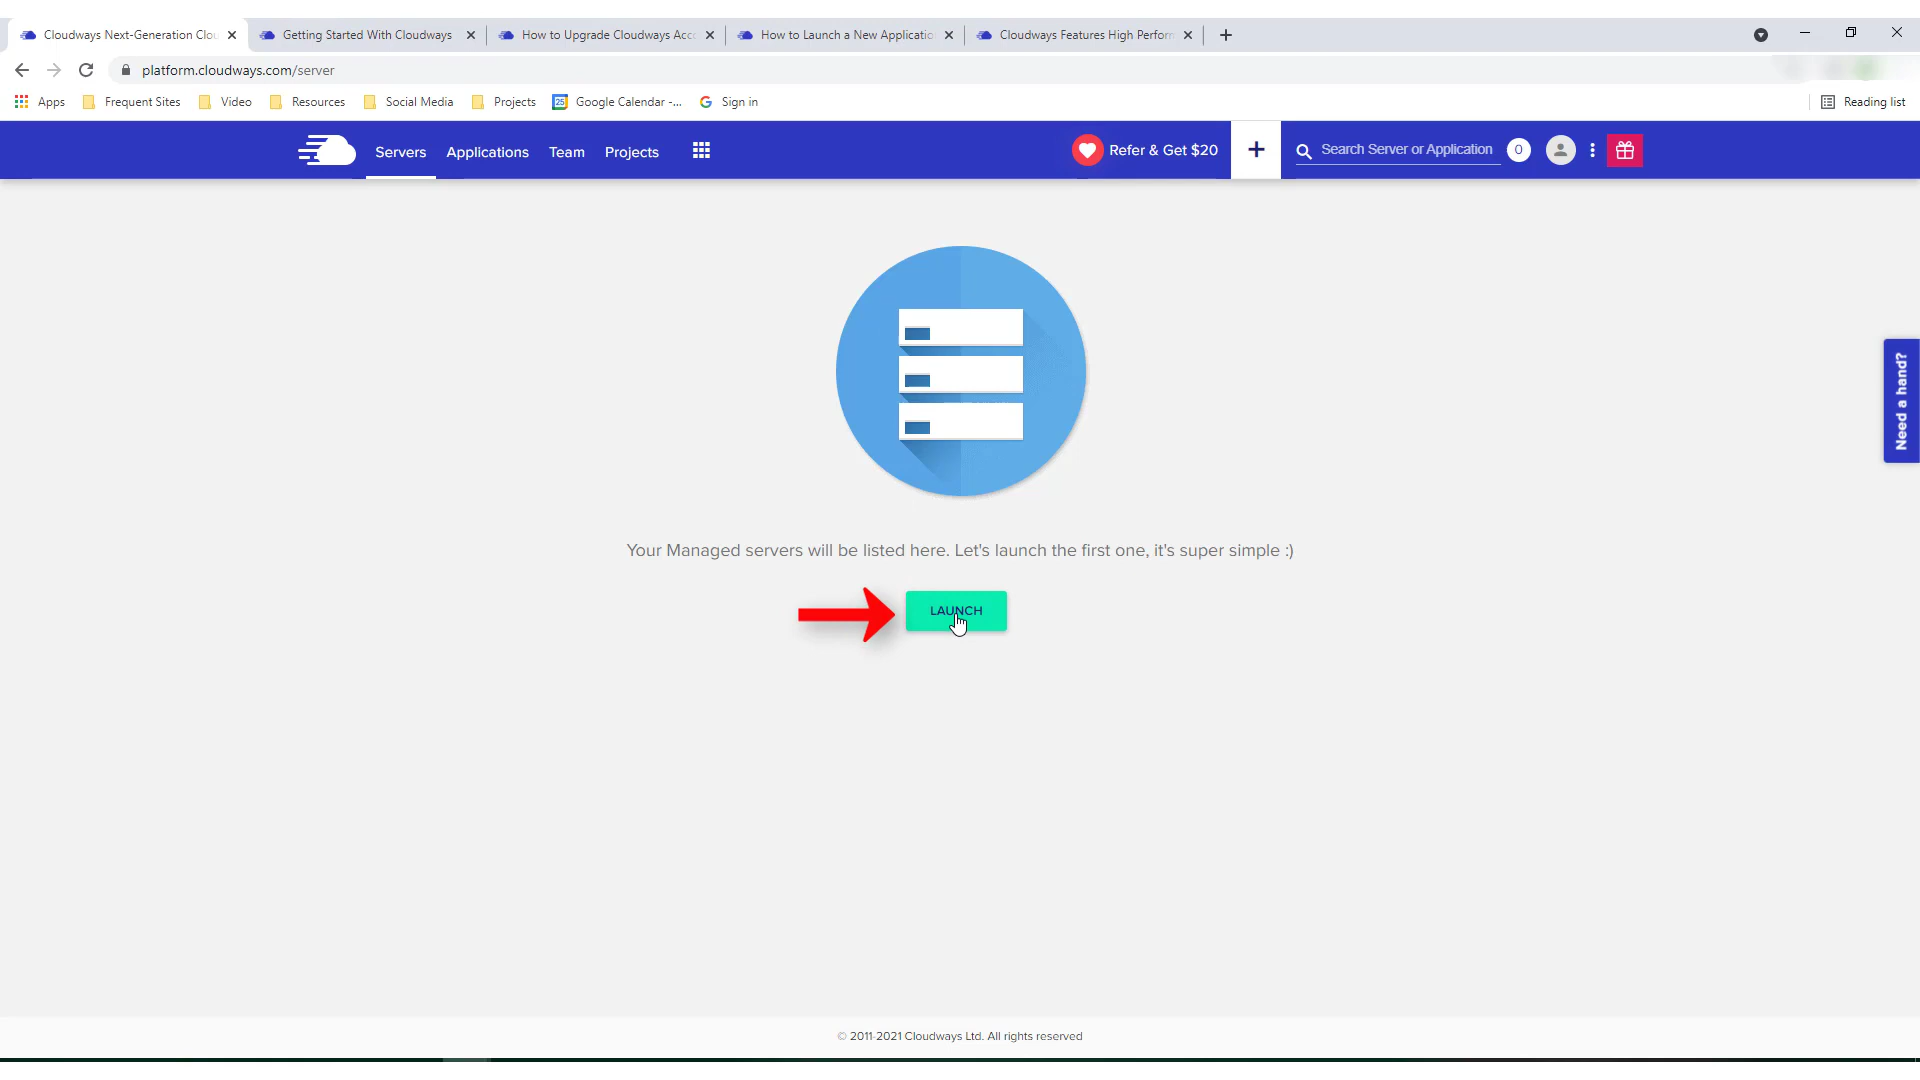 Cloudways Next-Generation Clou
Getting Started With Cloudways
How to Upgrade Cloudways Acc
How to Launch a New Applicatio
Cloudways Features High Perform
platform.cloudways.com/server
Apps
Frequent Sites
Video
Resources
Social Media
Projects
25
Google Calendar -...
G
Sign in
Reading list
Servers
Applications
Team
Projects
Refer & Get $20
+
Search Server or Application
0
Need a hand?
Your Managed servers will be listed here. Let's launch the first one, it's super simple :)
LAUNCH
© 2011-2021 Cloudways Ltd. All rights reserved